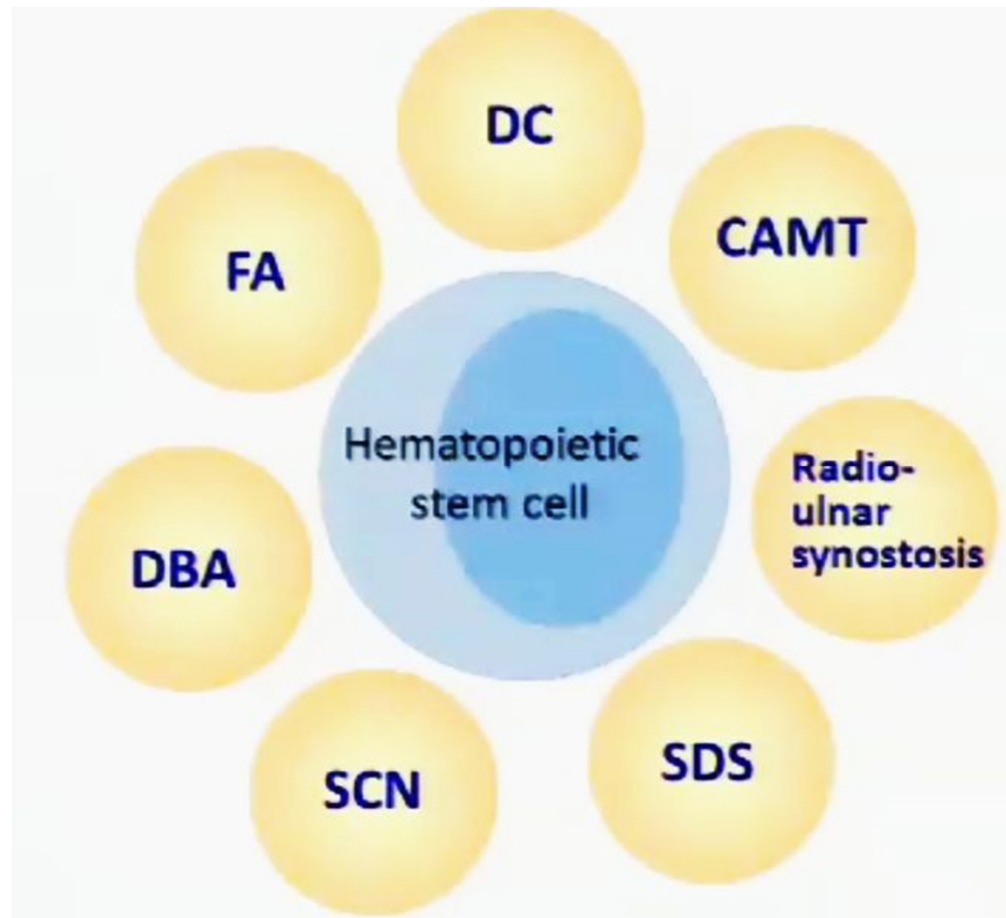 DC
CAMT
FA
Hematopoietic
stem cell
Radio-
ulnar
synostosis
DBA
SDS
SCN